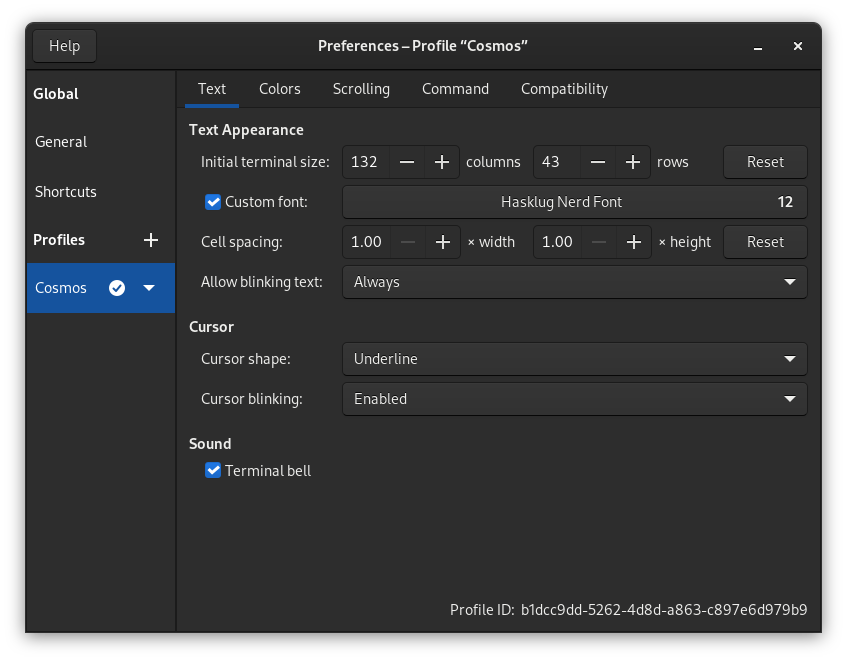 Help
Preferences – Profile “Cosmos”
Global
General
Shortcuts
Profiles
Cosmos
Text Colors Scrolling Command Compatibility
Text Appearance
Initial terminal size: 132 columns 43 rows Reset
Custom font: Hasklug Nerd Font 12
Cell spacing: 1.00 × width 1.00 × height Reset
Allow blinking text: Always
Cursor
Cursor shape: Underline
Cursor blinking: Enabled
Sound
Terminal bell
Profile ID: b1dcc9dd-5262-4d8d-a863-c897e6d979b9